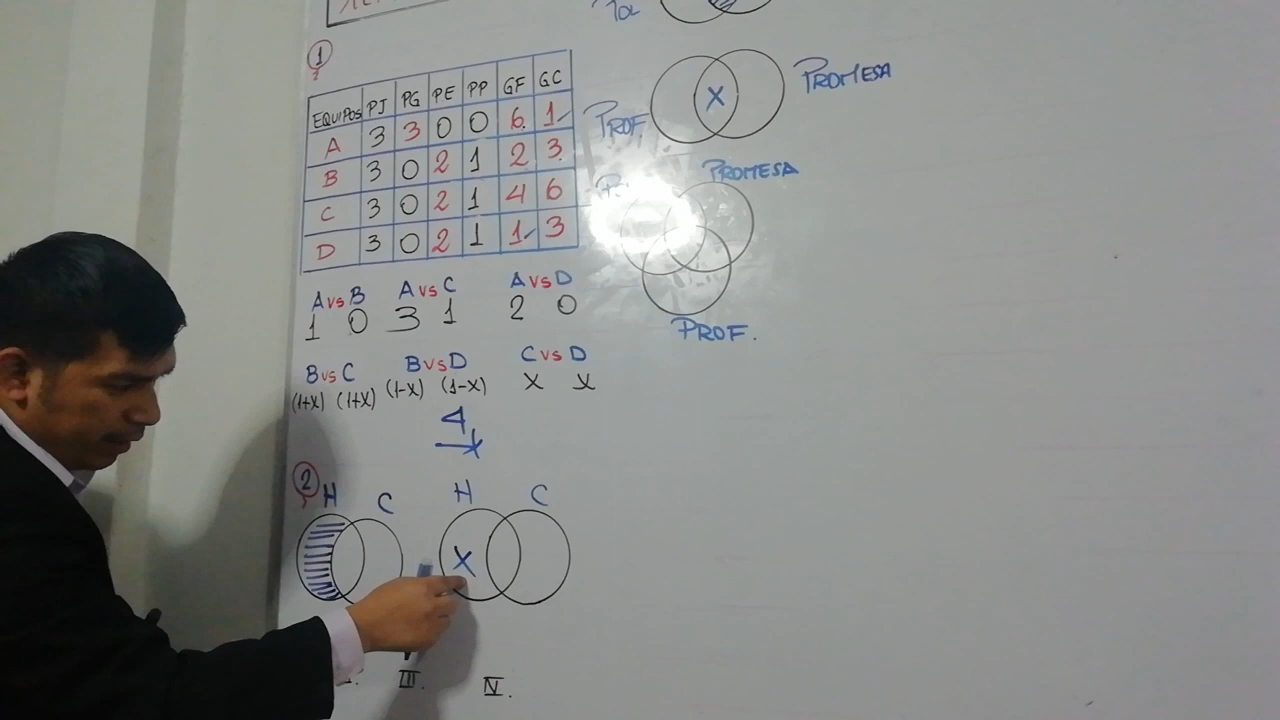 1
EQUIPOS PJ PG PE PP GF GC
A 3 3 0 0 6 1
B 3 0 2 1 2 3
C 3 0 2 1 4 6
D 3 0 2 1 1 3
A vs B A vs C A vs D
1 0 3 1 2 0
B vs C B vs D C vs D
(1+X) (1+X) (1-X) (1-X) X X
4
2
H C H C
X
III. IV.
PROF. X PROMESA
PROMESA
PROF.